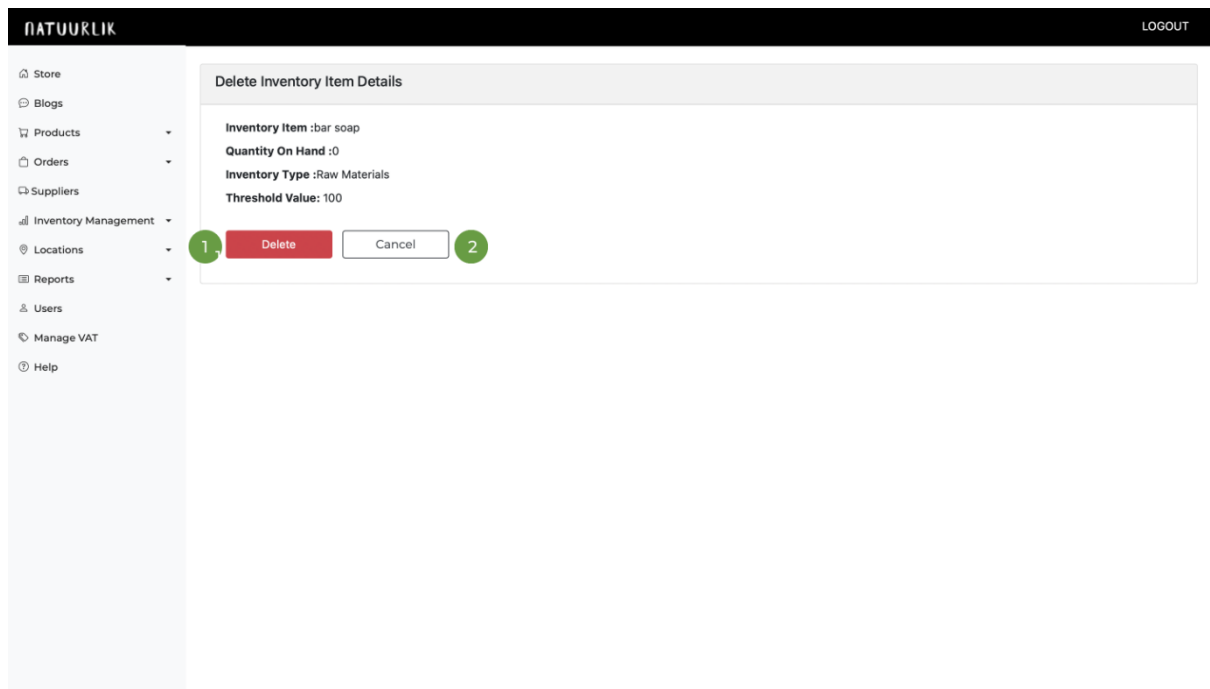 NATUURLIK
LOGOUT
Store
Blogs
Products
Orders
Suppliers
Inventory Management
Locations
Reports
Users
Manage VAT
Help
Delete Inventory Item Details
Inventory Item :bar soap
Quantity On Hand :0
Inventory Type :Raw Materials
Threshold Value: 100
1 Delete Cancel 2